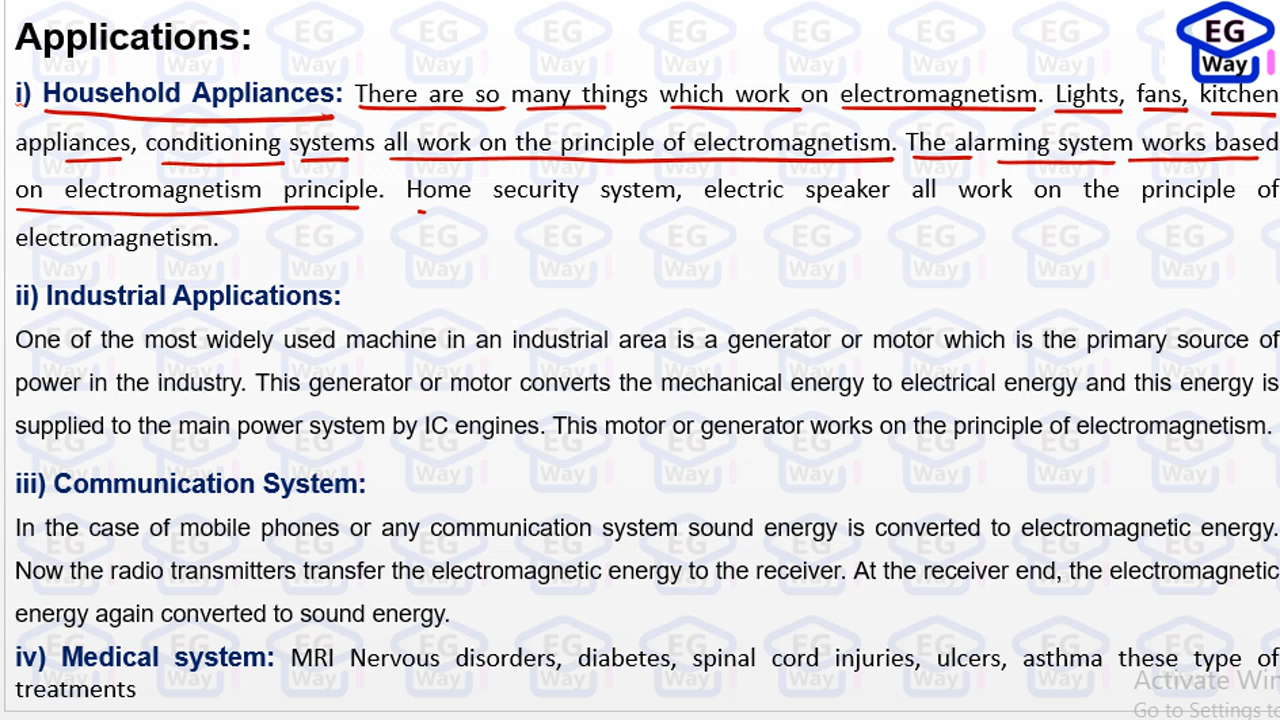 Applications:
EG
Way
i) Household Appliances: There are so many things which work on electromagnetism. Lights, fans, kitchen
appliances, conditioning systems all work on the principle of electromagnetism. The alarming system works based
on electromagnetism principle. Home security system, electric speaker all work on the principle of
electromagnetism.
ii) Industrial Applications:
One of the most widely used machine in an industrial area is a generator or motor which is the primary source of
power in the industry. This generator or motor converts the mechanical energy to electrical energy and this energy is
supplied to the main power system by IC engines. This motor or generator works on the principle of electromagnetism.
iii) Communication System:
In the case of mobile phones or any communication system sound energy is converted to electromagnetic energy.
Now the radio transmitters transfer the electromagnetic energy to the receiver. At the receiver end, the electromagnetic
energy again converted to sound energy.
iv) Medical system: MRI Nervous disorders, diabetes, spinal cord injuries, ulcers, asthma these type of
treatments
Activate Win
Go to Settings to